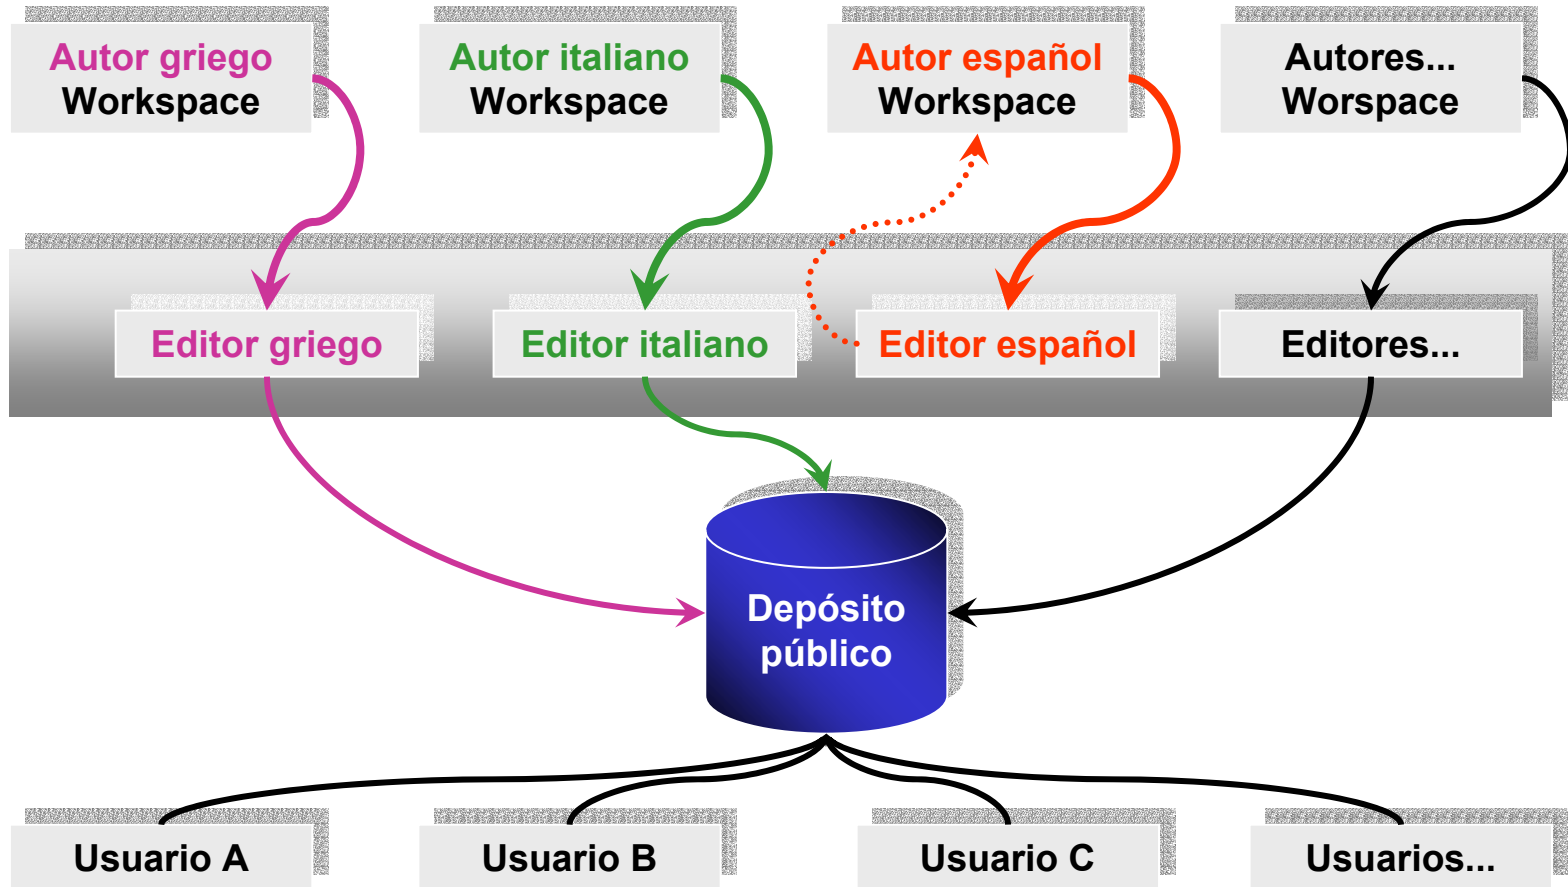 Autor griego
Workspace
Autor italiano
Workspace
Autor español
Workspace
Autores...
Worspace
Editor griego
Editor italiano
Editor español
Editores...
Depósito
público
Usuario A
Usuario B
Usuario C
Usuarios...